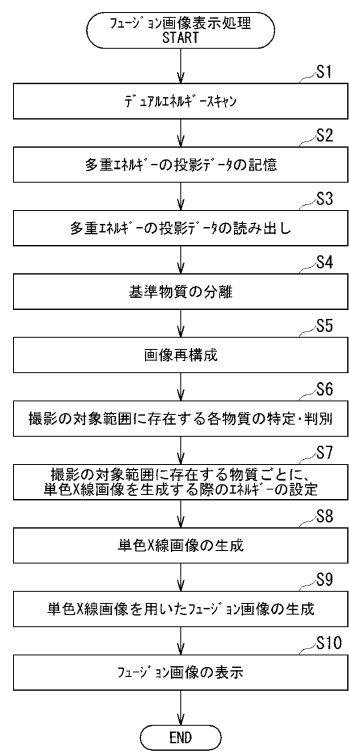 ﾌｭｰｼﾞｮﾝ画像表示処理
START
S1
ﾃﾞｭｱﾙｴﾈﾙｷﾞｰｽｷｬﾝ
S2
多重ｴﾈﾙｷﾞｰの投影ﾃﾞｰﾀの記憶
S3
多重ｴﾈﾙｷﾞｰの投影ﾃﾞｰﾀの読み出し
S4
基準物質の分離
S5
画像再構成
S6
撮影の対象範囲に存在する各物質の特定･判別
S7
撮影の対象範囲に存在する物質ごとに、
単色X線画像を生成する際のｴﾈﾙｷﾞｰの設定
S8
単色X線画像の生成
S9
単色X線画像を用いたﾌｭｰｼﾞｮﾝ画像の生成
S10
ﾌｭｰｼﾞｮﾝ画像の表示
END